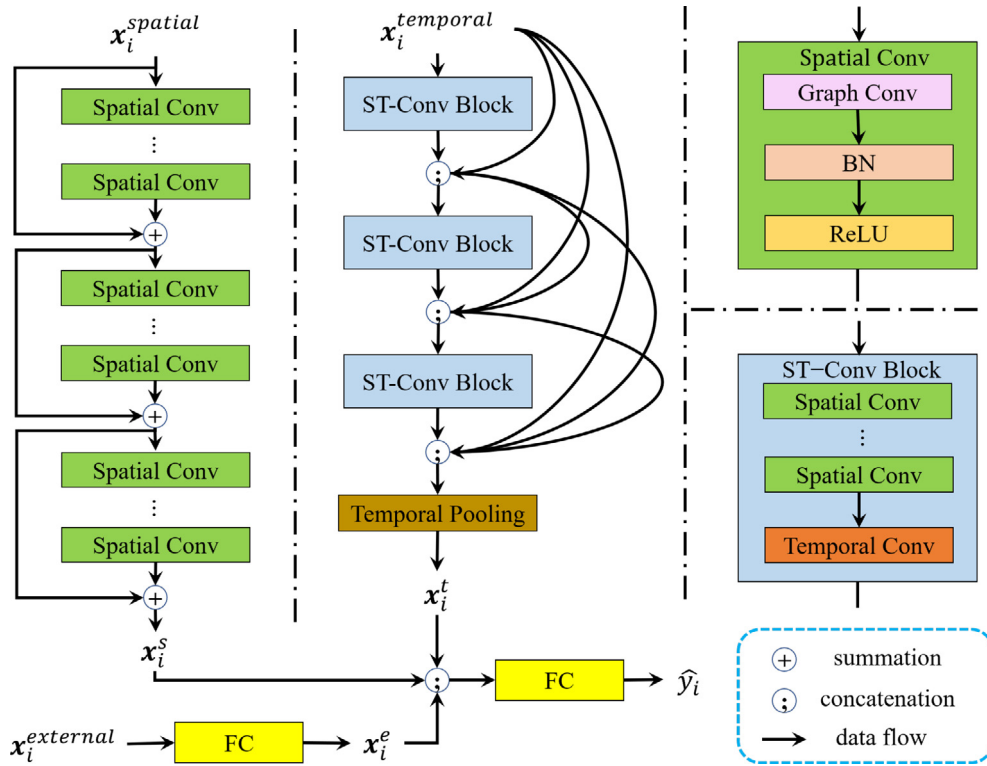 x_i^{spatial}
Spatial Conv
...
Spatial Conv
+
Spatial Conv
...
Spatial Conv
+
Spatial Conv
...
Spatial Conv
+
x_i^s
x_i^{temporal}
ST-Conv Block
;
ST-Conv Block
;
ST-Conv Block
;
Temporal Pooling
x_i^t
;
FC
\hat{y_i}
x_i^{external}
FC
x_i^e
Spatial Conv
Graph Conv
BN
ReLU
ST-Conv Block
Spatial Conv
...
Spatial Conv
Temporal Conv
+ summation
; concatenation
data flow